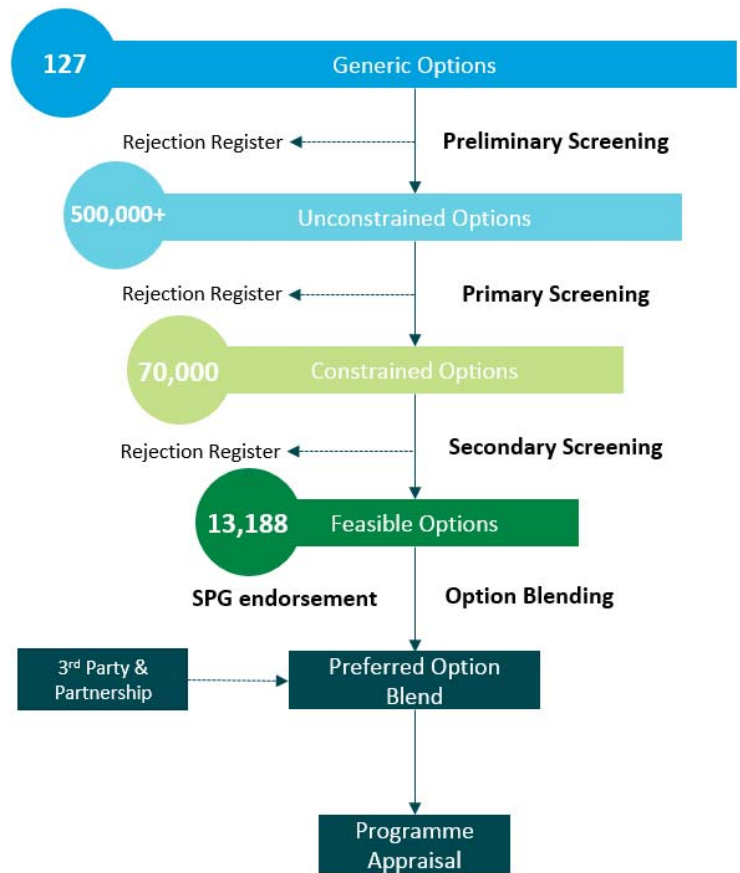 127
Generic Options
Rejection Register
Preliminary Screening
500,000+
Unconstrained Options
Rejection Register
Primary Screening
70,000
Constrained Options
Rejection Register
Secondary Screening
13,188
Feasible Options
SPG endorsement
Option Blending
3rd Party &
Partnership
Preferred Option
Blend
Programme
Appraisal